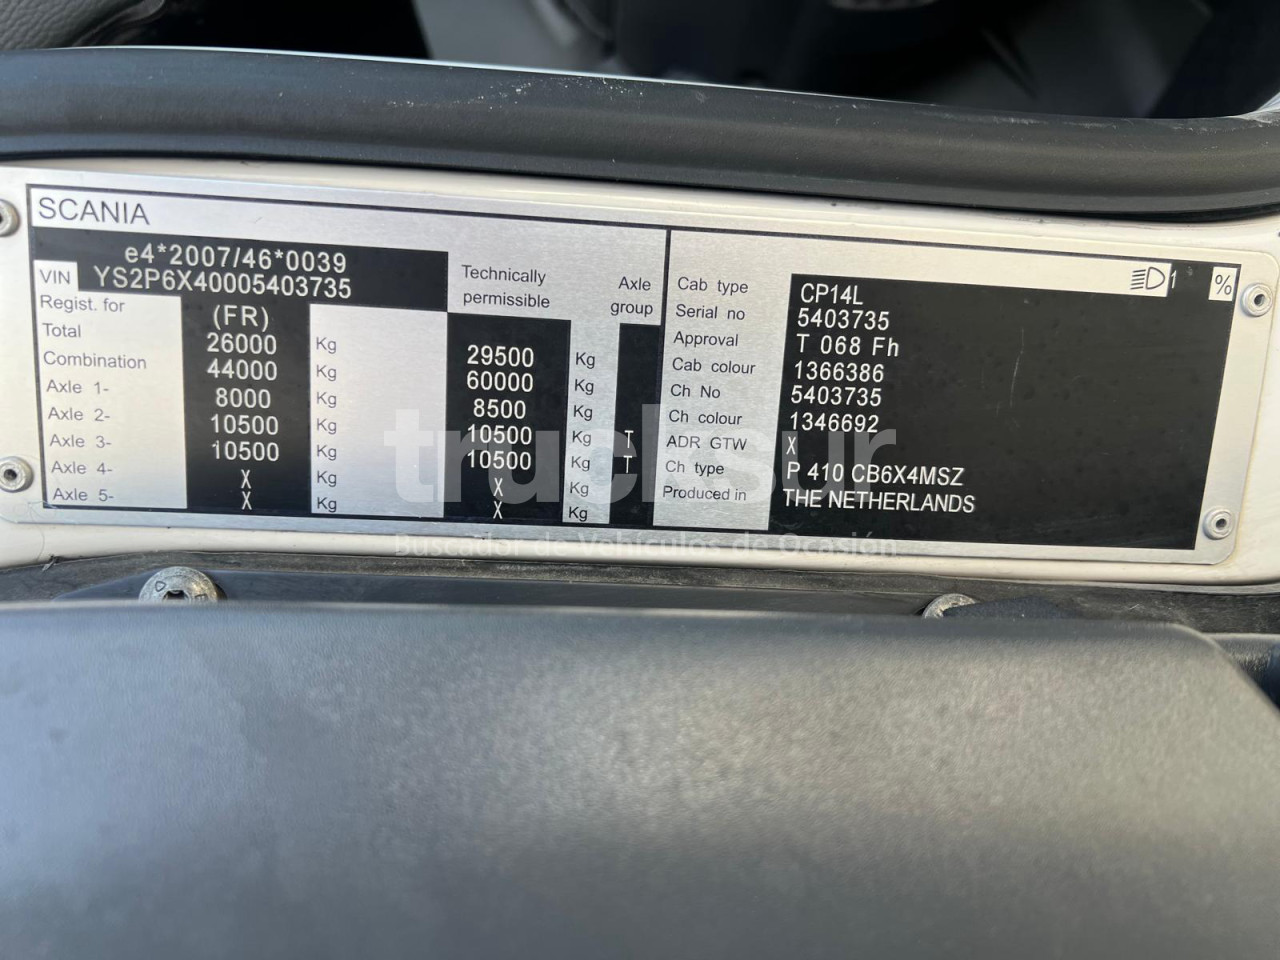 SCANIA
e4*2007/46*0039
VIN YS2P6X40005403735
Technically permissible
Axle group
Regist. for (FR)
Total 26000 Kg 29500 Kg
Combination 44000 Kg 60000 Kg
Axle 1- 8000 Kg 8500 Kg
Axle 2- 10500 Kg 10500 Kg T
Axle 3- 10500 Kg 10500 Kg T
Axle 4- X Kg X Kg
Axle 5- X Kg X Kg
1 %
Cab type CP14L
Serial no 5403735
Approval T 068 Fh
Cab colour 1366386
Ch No 5403735
Ch colour 1346692
ADR GTW X
Ch type P 410 CB6X4MSZ
Produced in THE NETHERLANDS
trucksur
Buscador de Vehículos de Ocasión